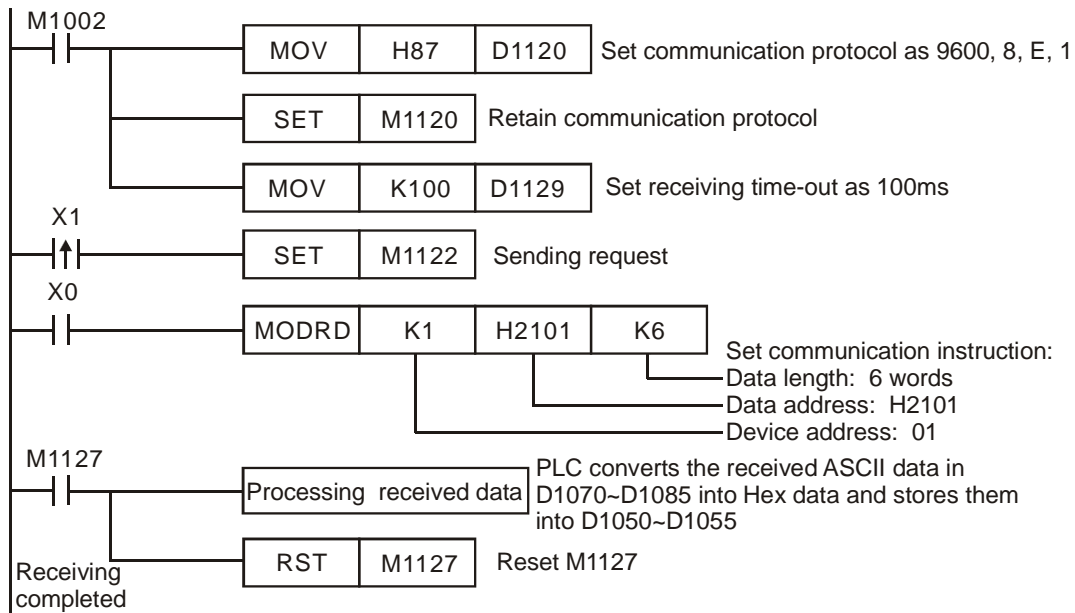 M1002
MOV H87 D1120 Set communication protocol as 9600, 8, E, 1
SET M1120 Retain communication protocol
MOV K100 D1129 Set receiving time-out as 100ms
X1
SET M1122 Sending request
X0
MODRD K1 H2101 K6
Set communication instruction:
Data length: 6 words
Data address: H2101
Device address: 01
M1127
Processing received data
PLC converts the received ASCII data in
D1070~D1085 into Hex data and stores them
into D1050~D1055
RST M1127 Reset M1127
Receiving
completed